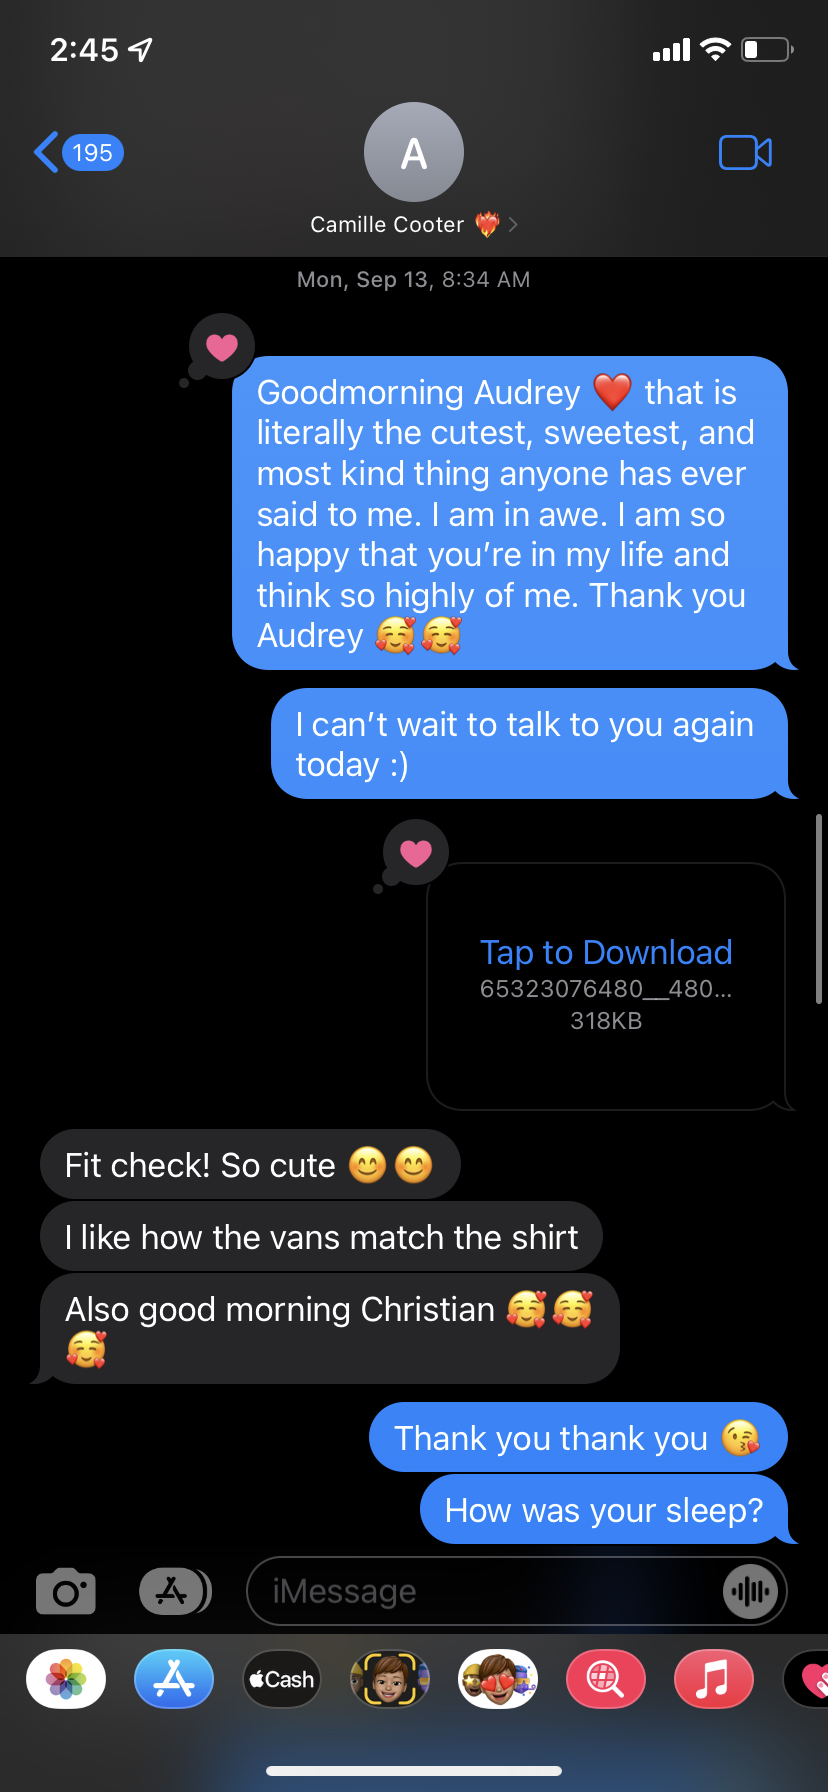 2:45
195
A
Camille Cooter ❤️‍🔥
Mon, Sep 13, 8:34 AM
Goodmorning Audrey ❤️ that is
literally the cutest, sweetest, and
most kind thing anyone has ever
said to me. I am in awe. I am so
happy that you’re in my life and
think so highly of me. Thank you
Audrey 🥰🥰
I can’t wait to talk to you again
today :)
Tap to Download
65323076480__480...
318KB
Fit check! So cute 😊😊
I like how the vans match the shirt
Also good morning Christian 🥰🥰
🥰
Thank you thank you 😘
How was your sleep?
iMessage
Cash